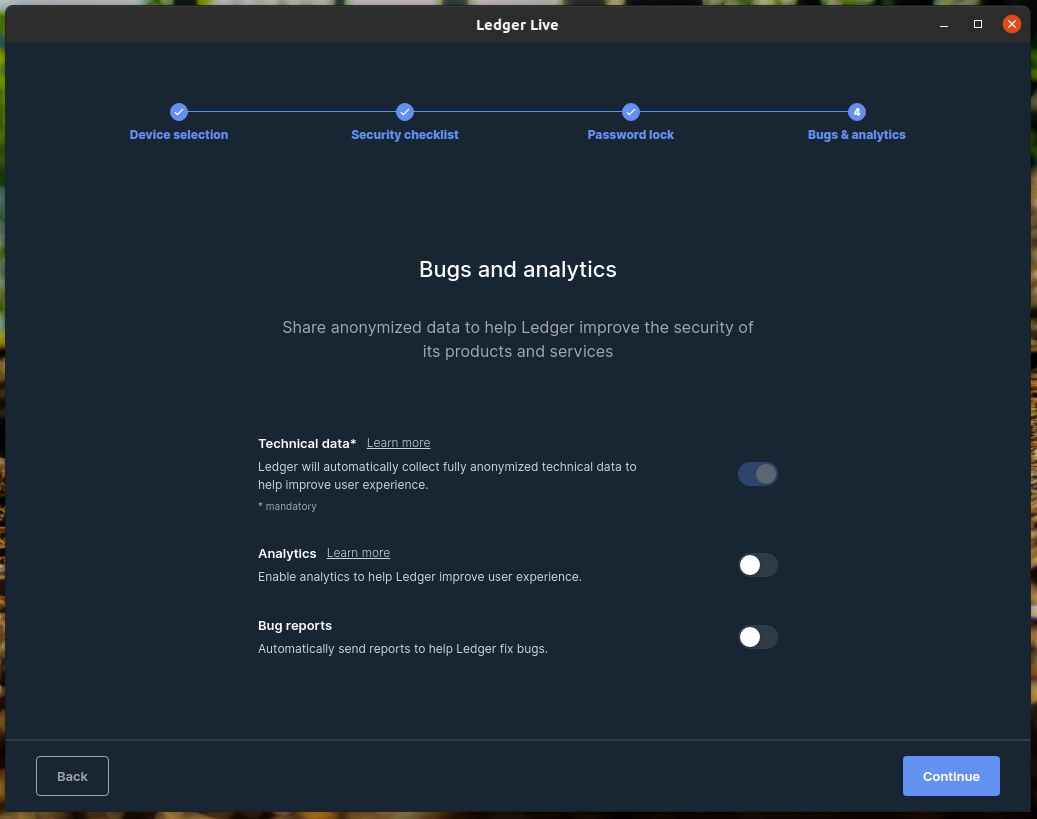 Ledger Live
4
Device selection
Security checklist
Password lock
Bugs & analytics
Bugs and analytics
Share anonymized data to help Ledger improve the security of
its products and services
Technical data* Learn more
Ledger will automatically collect fully anonymized technical data to
help improve user experience.
* mandatory
Analytics Learn more
Enable analytics to help Ledger improve user experience.
Bug reports
Automatically send reports to help Ledger fix bugs.
Back
Continue